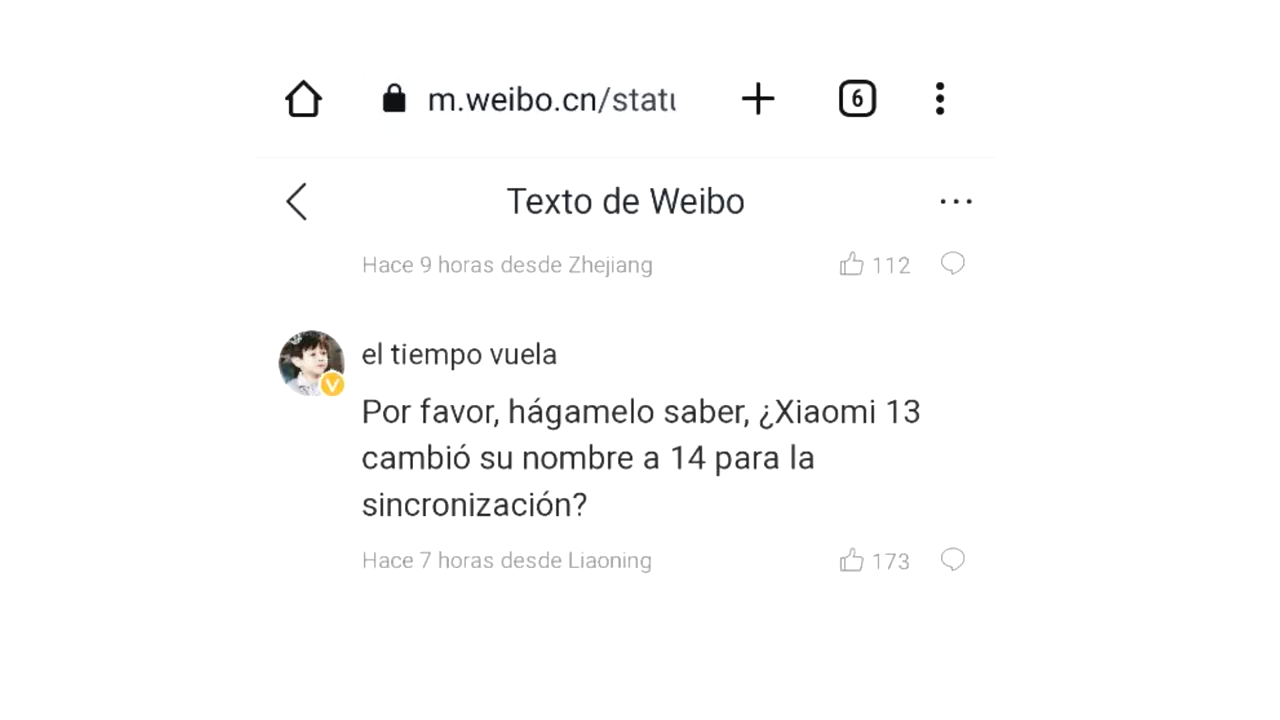 m.weibo.cn/statu
6
Texto de Weibo
Hace 9 horas desde Zhejiang
112
el tiempo vuela
Por favor, hágamelo saber, ¿Xiaomi 13
cambió su nombre a 14 para la
sincronización?
Hace 7 horas desde Liaoning
173